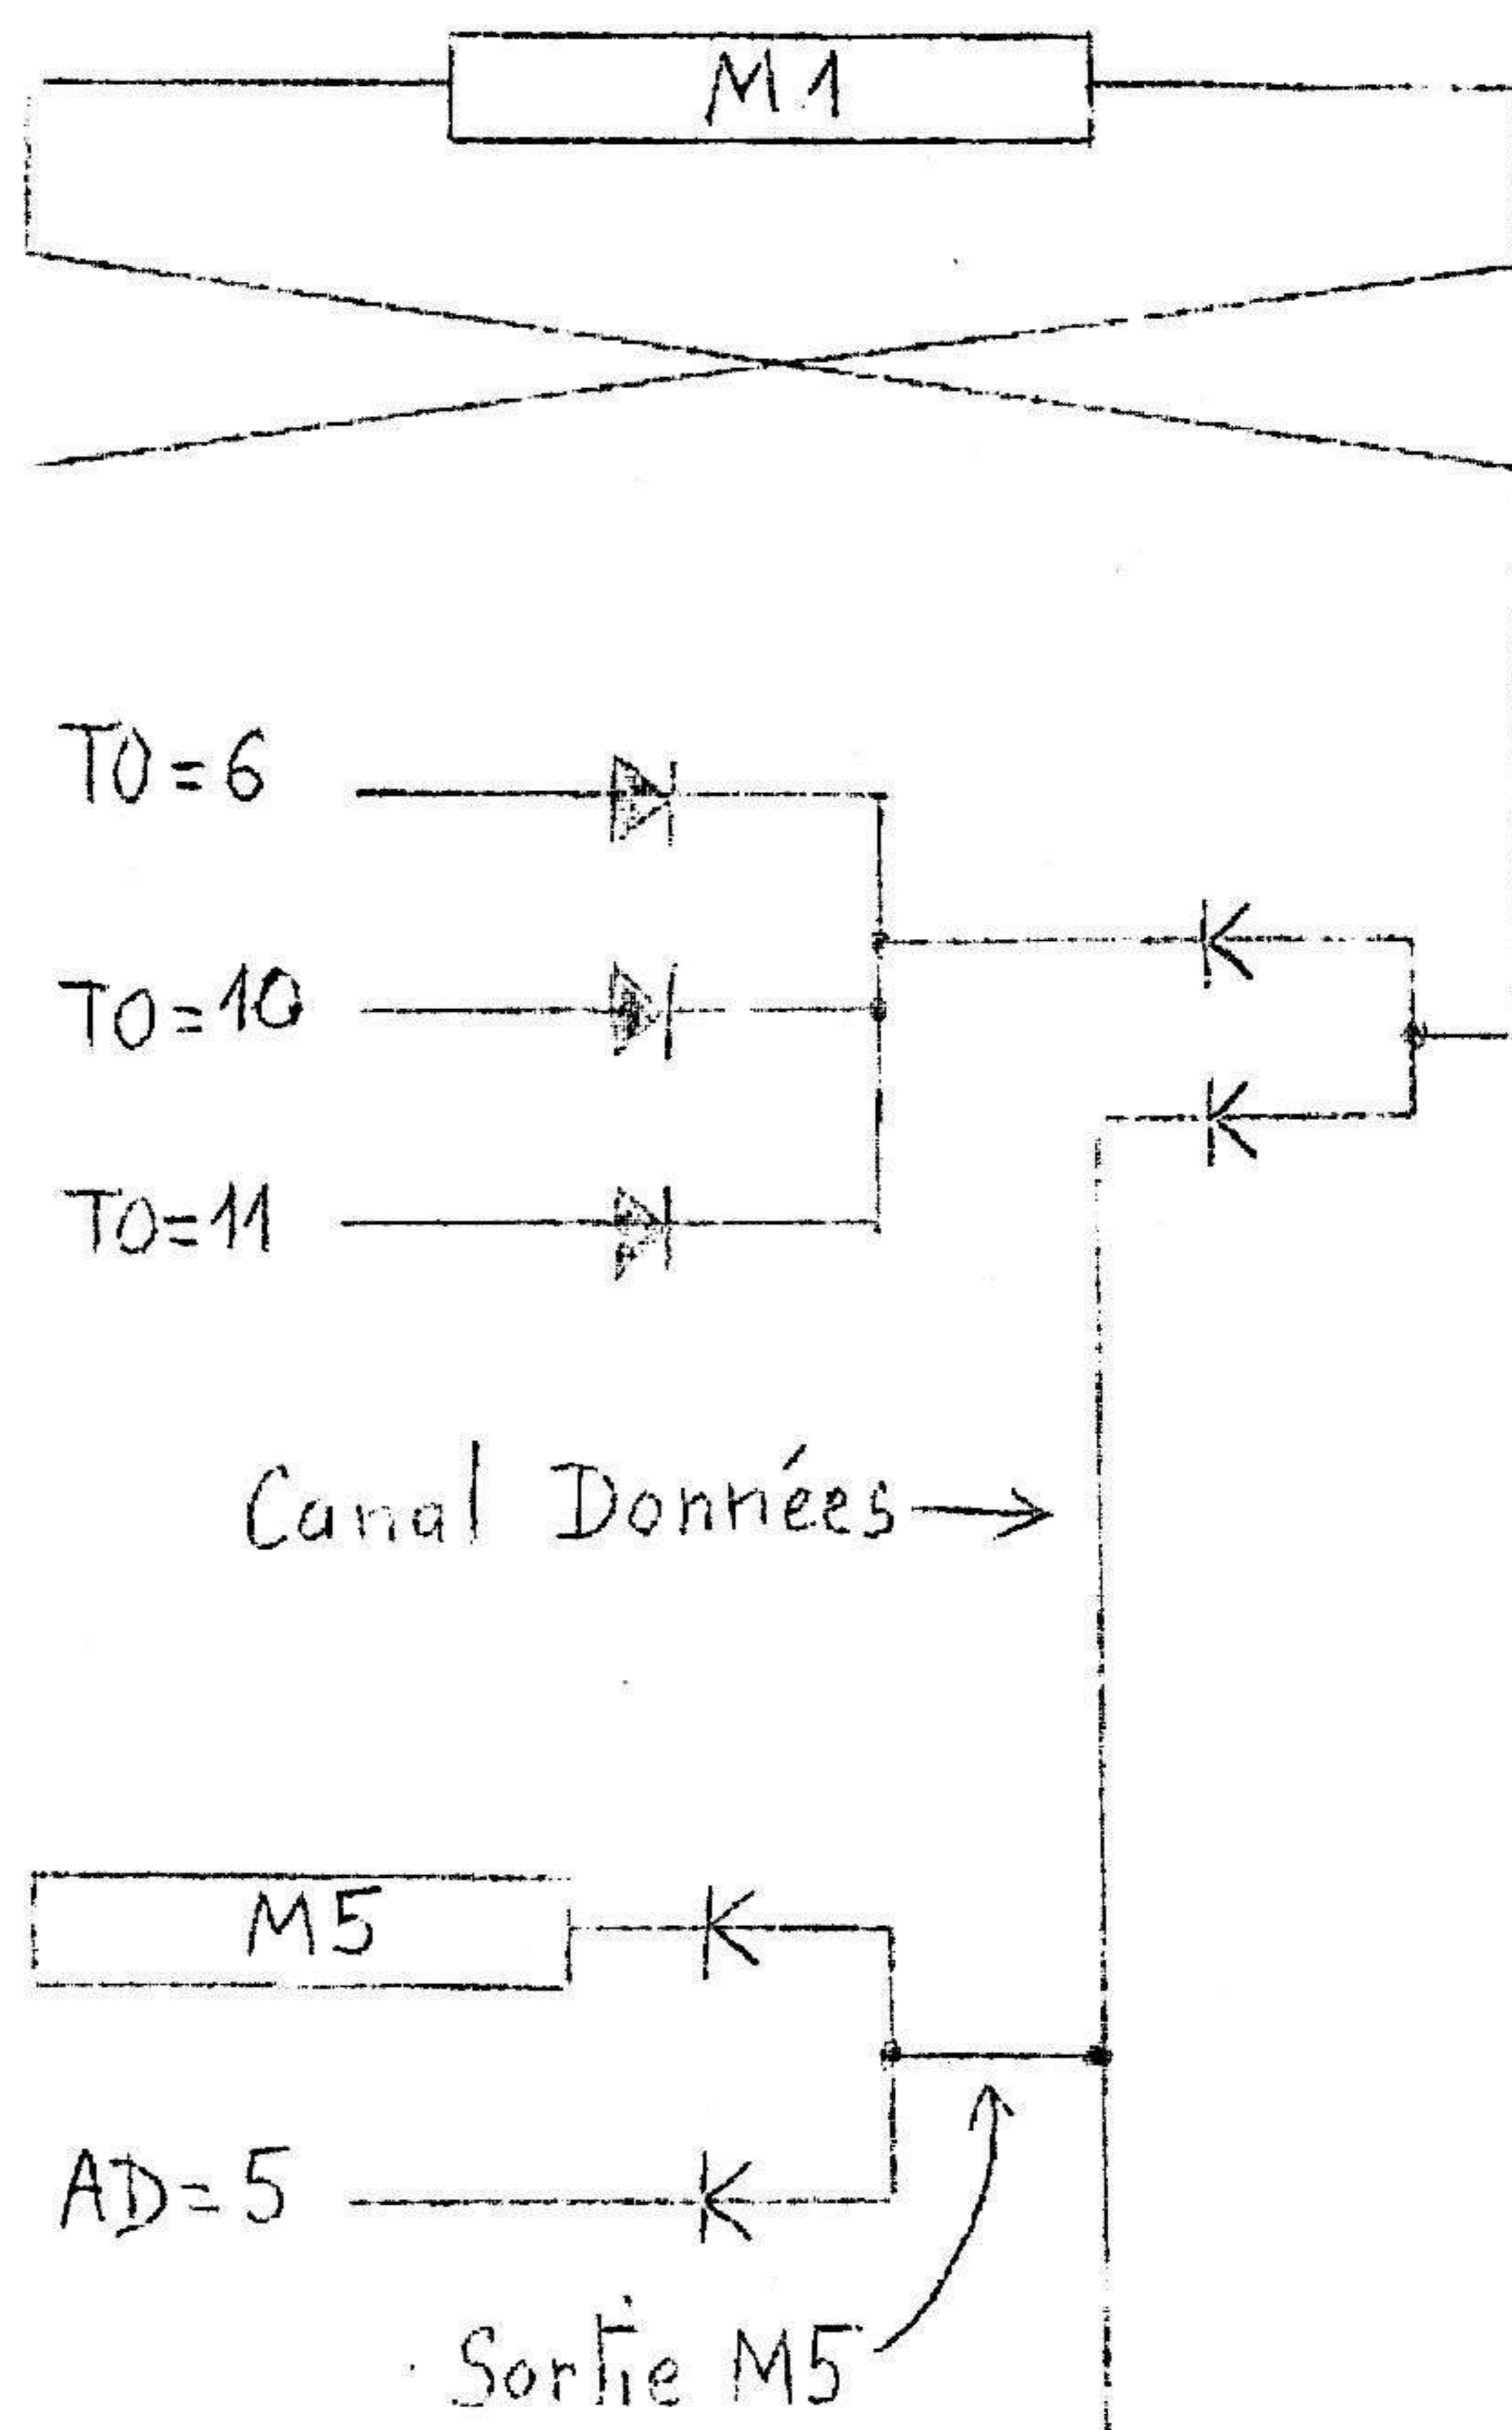 M1
TO=6
TO=10
TO=11
Canal Données
M5
AD=5
Sortie M5